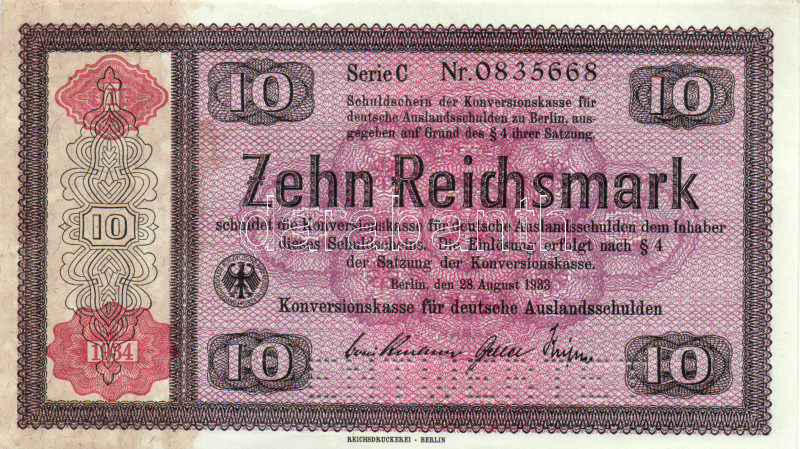 10 Serie C Nr.0835668 10
Schuldschein der Konversionskasse für
deutsche Auslandsschulden zu Berlin, aus-
gegeben auf Grund des § 4 ihrer Satzung.
Zehn Reichsmark
schuldet die Konversionskasse für deutsche Auslandsschulden dem Inhaber
dieses Schuldscheins. Die Einlösung erfolgt nach § 4
der Satzung der Konversionskasse.
Berlin, den 28. August 1933
Konversionskasse für deutsche Auslandsschulden
10 10
10
1934
REICHSDRUCKEREI · BERLIN
darabanth